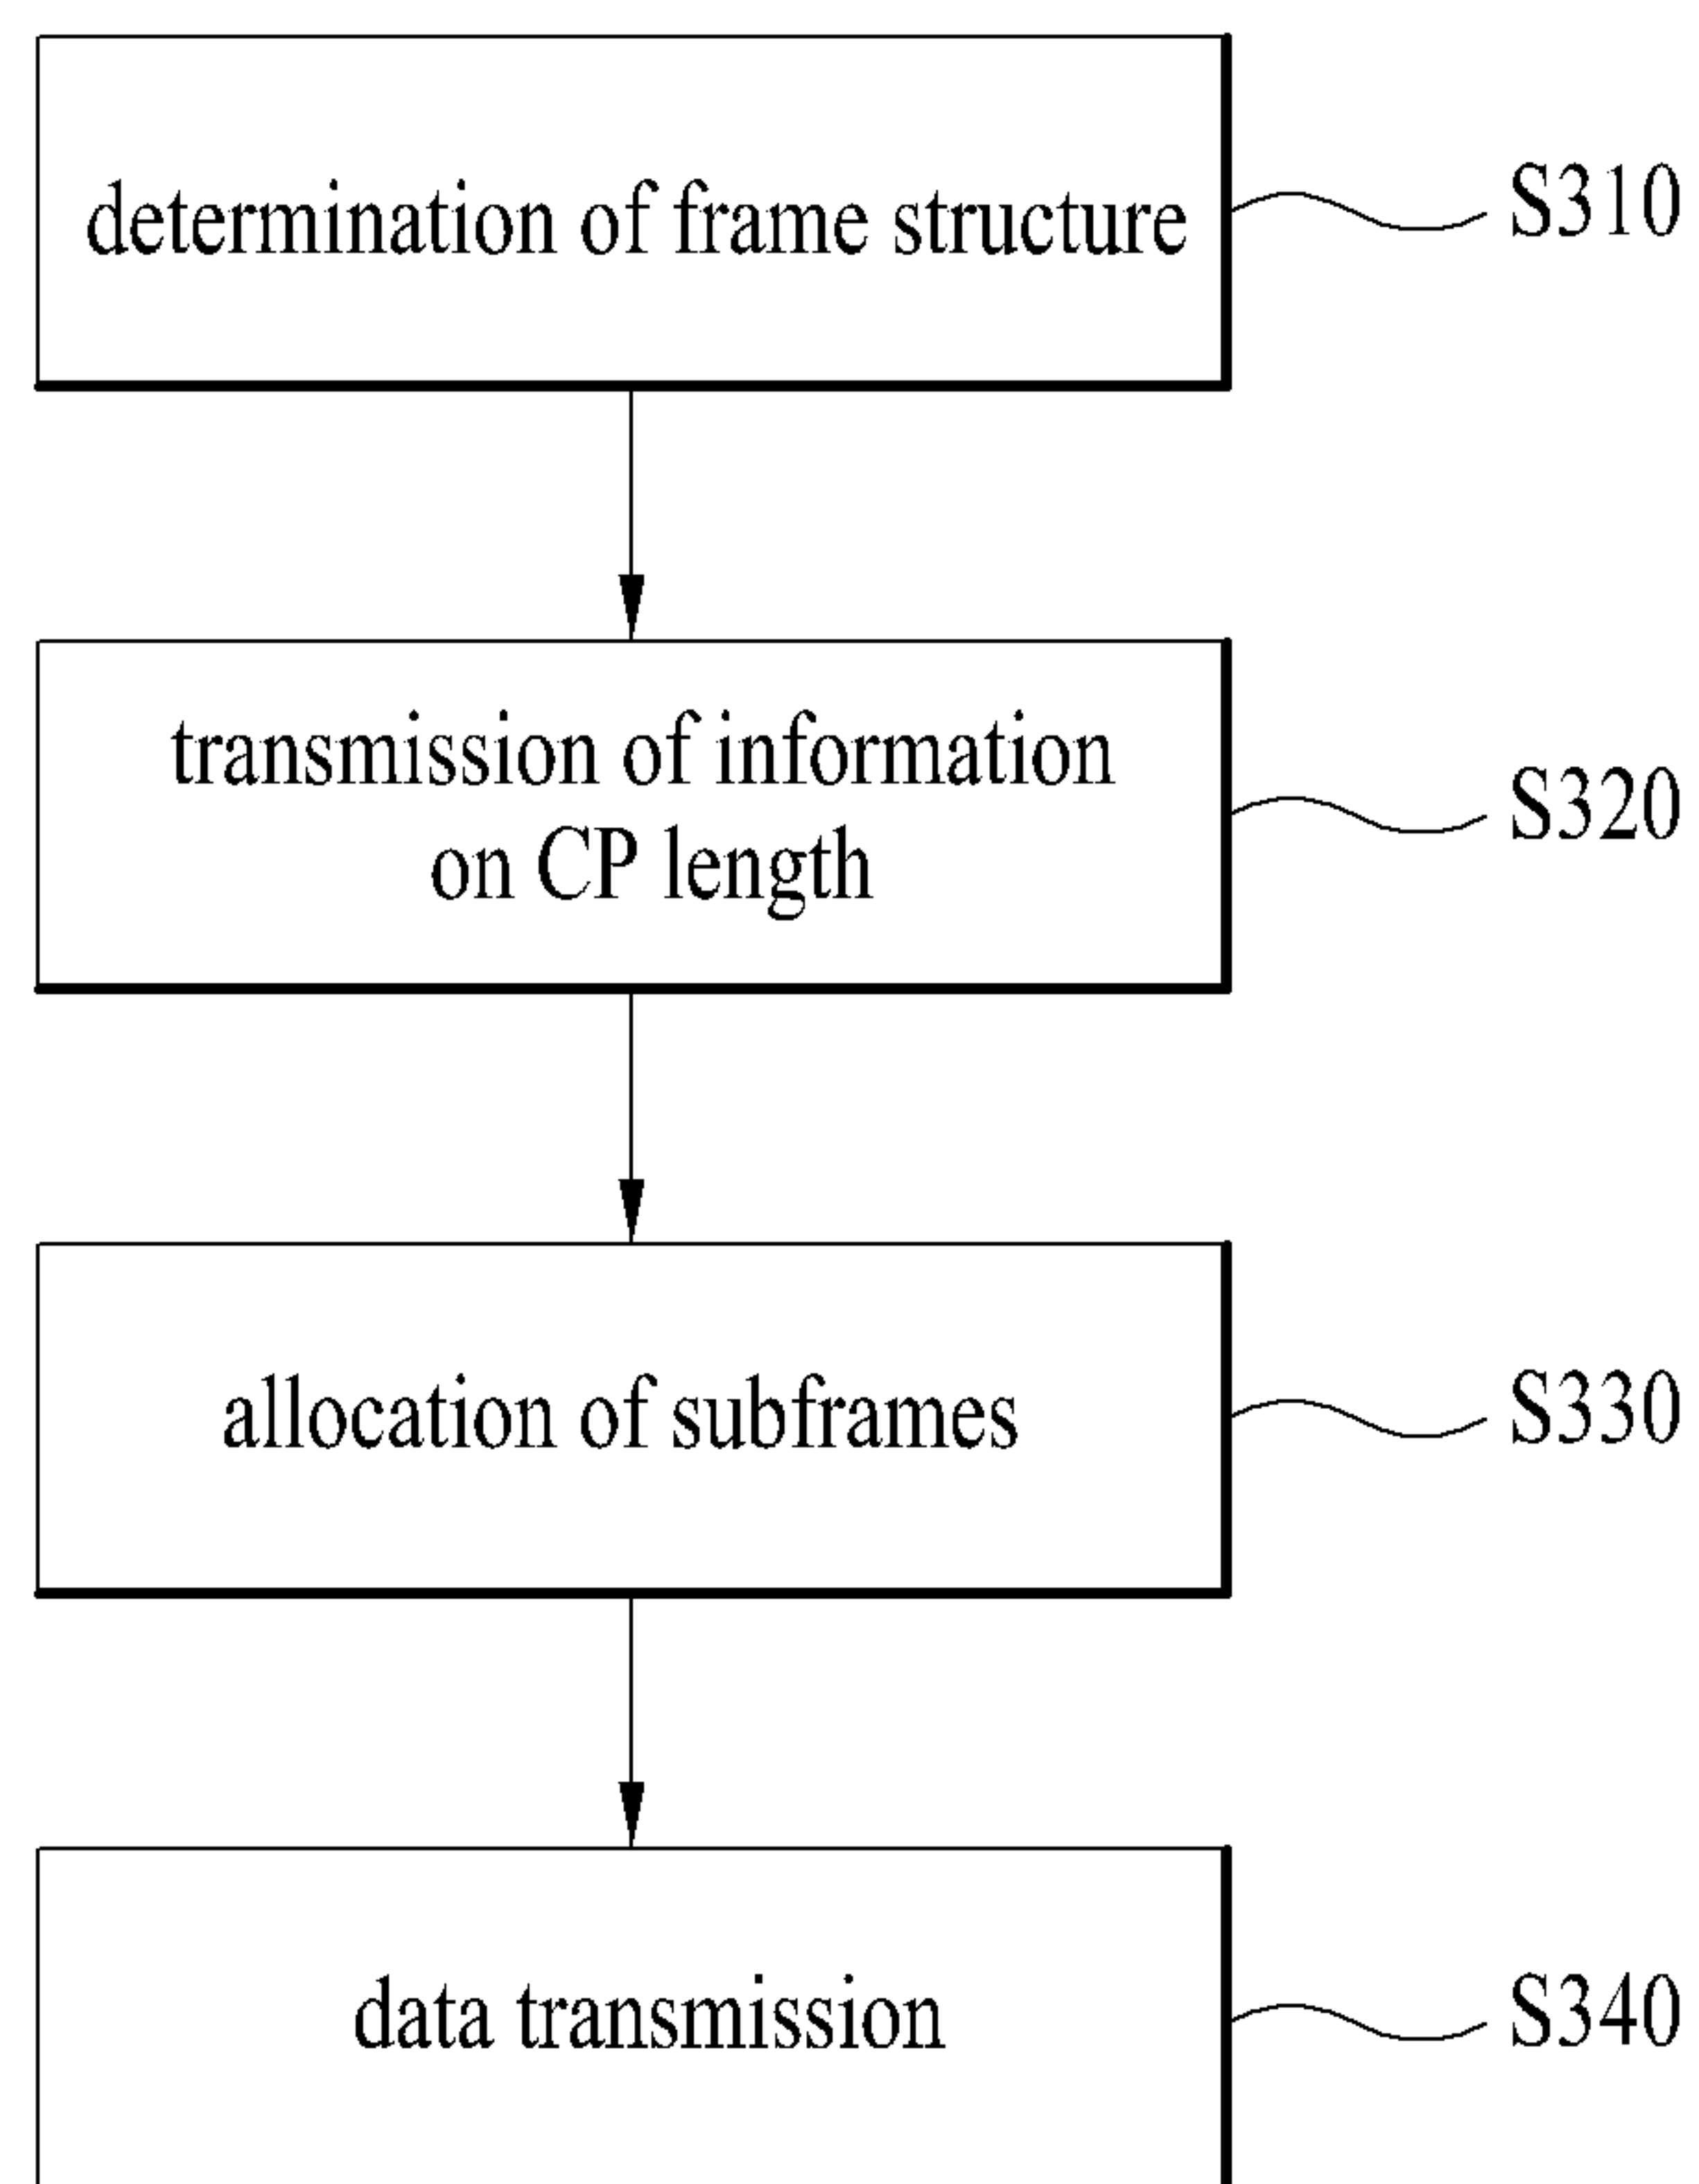 determination of frame structure
S310
transmission of information
on CP length
S320
allocation of subframes
S330
data transmission
S340